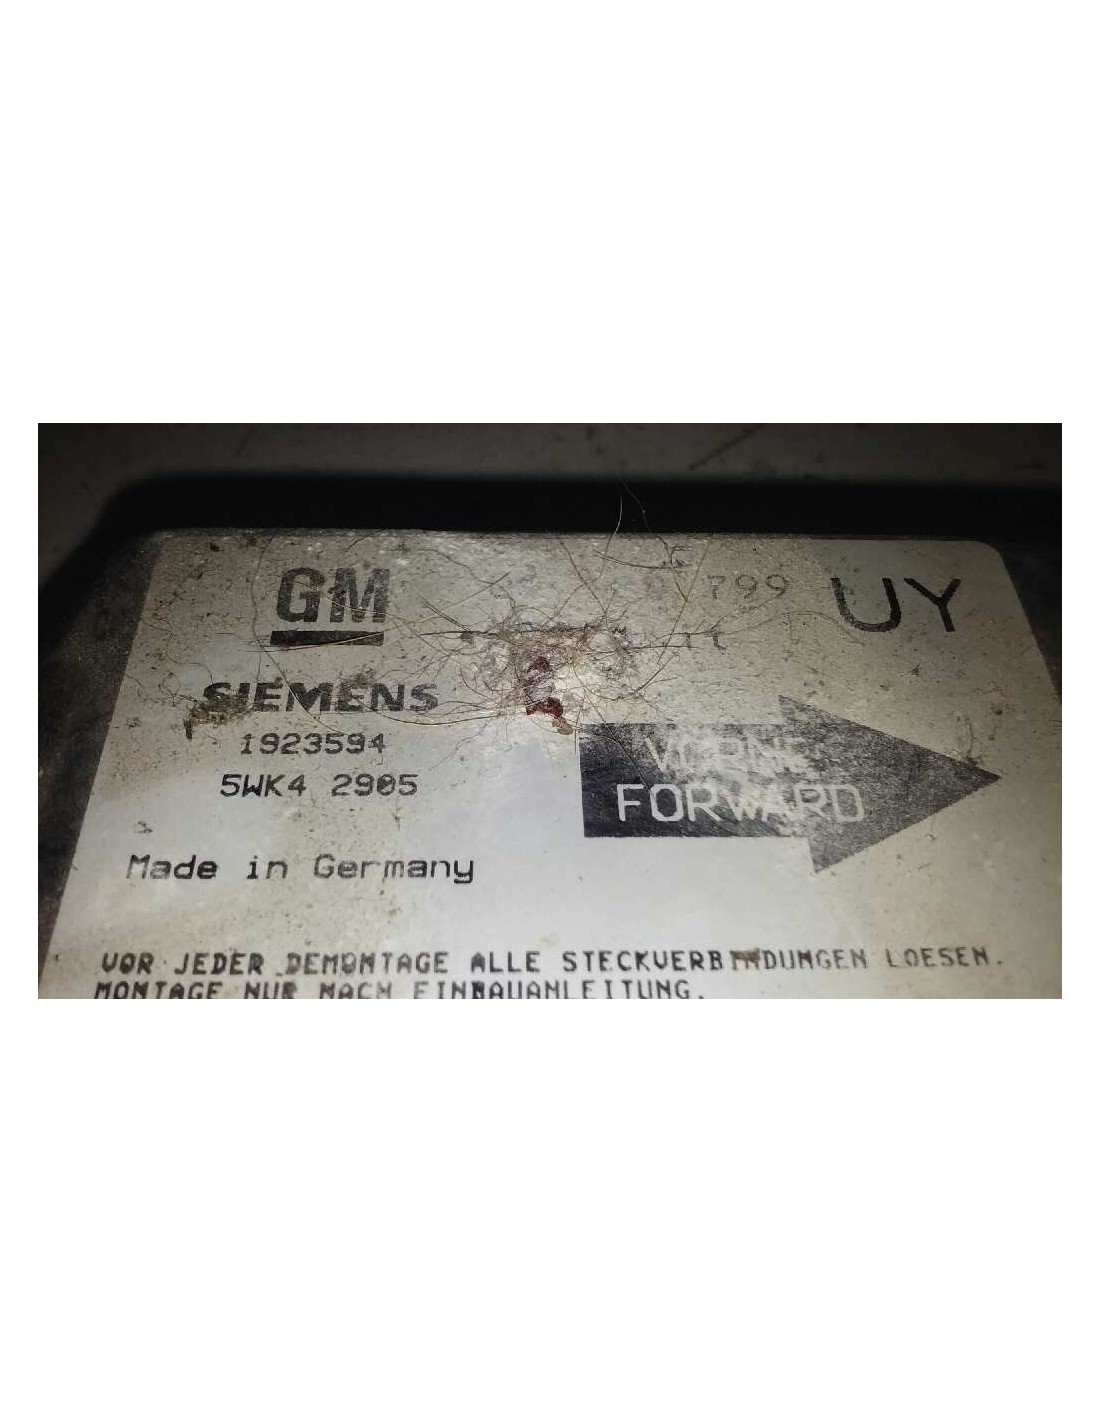 GM
799 UY
SIEMENS
1923594
5WK4 2905
VORNE
FORWARD
Made in Germany
VOR JEDER DEMONTAGE ALLE STECKVERBINDUNGEN LOESEN.
MONTAGE NUR NACH EINBAUANLEITUNG.